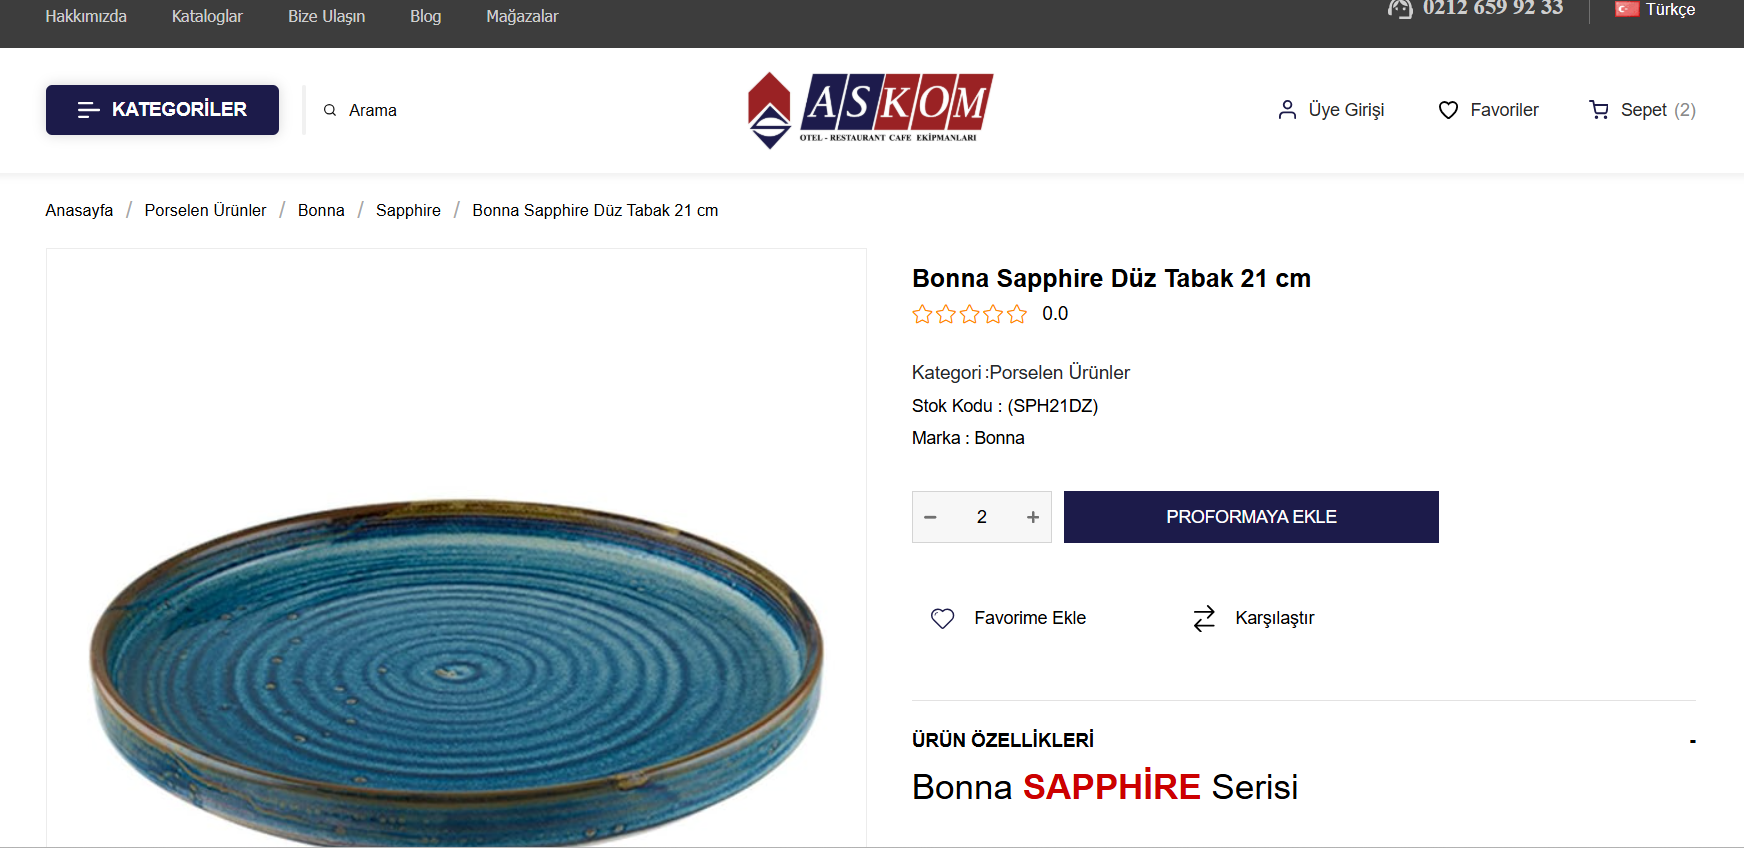 Hakkımızda Kataloglar Bize Ulaşın Blog Mağazalar 0212 659 92 33 Türkçe
KATEGORİLER Arama ASKOM Üye Girişi Favoriler Sepet (2)
OTEL - RESTAURANT CAFE EKİPMANLARI
Anasayfa / Porselen Ürünler / Bonna / Sapphire / Bonna Sapphire Düz Tabak 21 cm
Bonna Sapphire Düz Tabak 21 cm
0.0
Kategori :Porselen Ürünler
Stok Kodu : (SPH21DZ)
Marka : Bonna
− 2 + PROFORMAYA EKLE
Favorime Ekle Karşılaştır
ÜRÜN ÖZELLİKLERİ -
Bonna SAPPHİRE Serisi